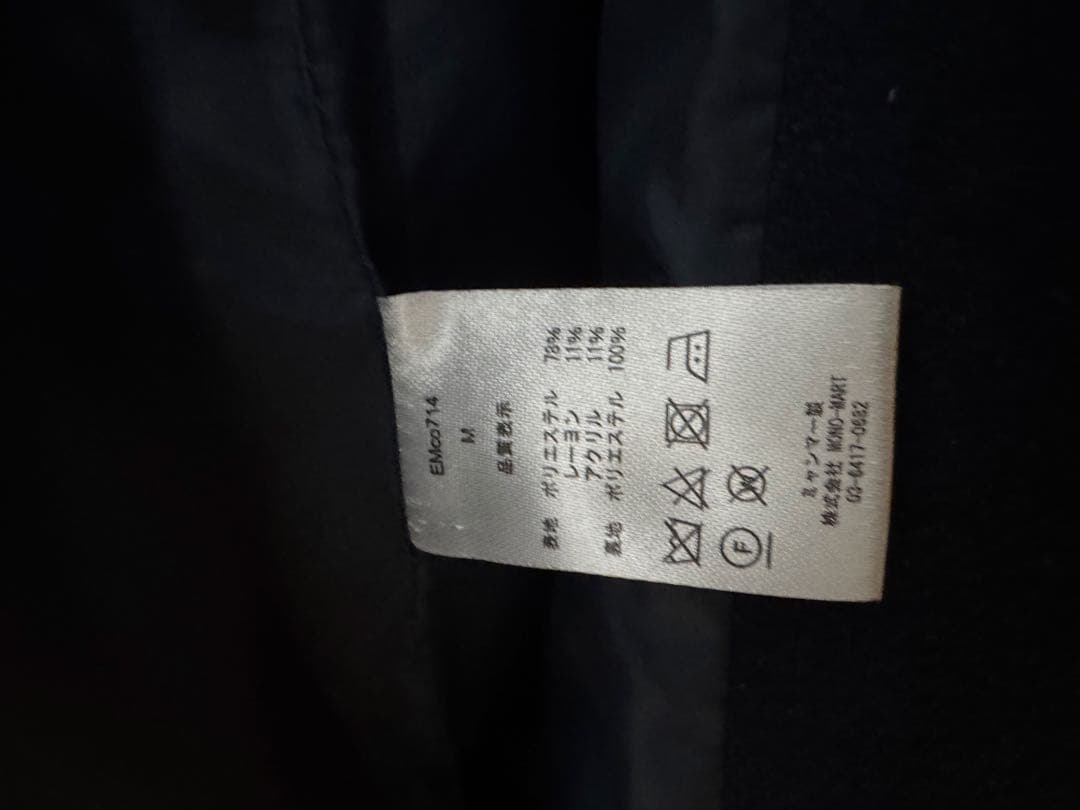 EMco714
M
品質表示
表地 ポリエステル 78%
レーヨン 11%
アクリル 11%
裏地 ポリエステル 100%
F
W
ミャンマー製
株式会社 MONO-MART
03-6417-0682